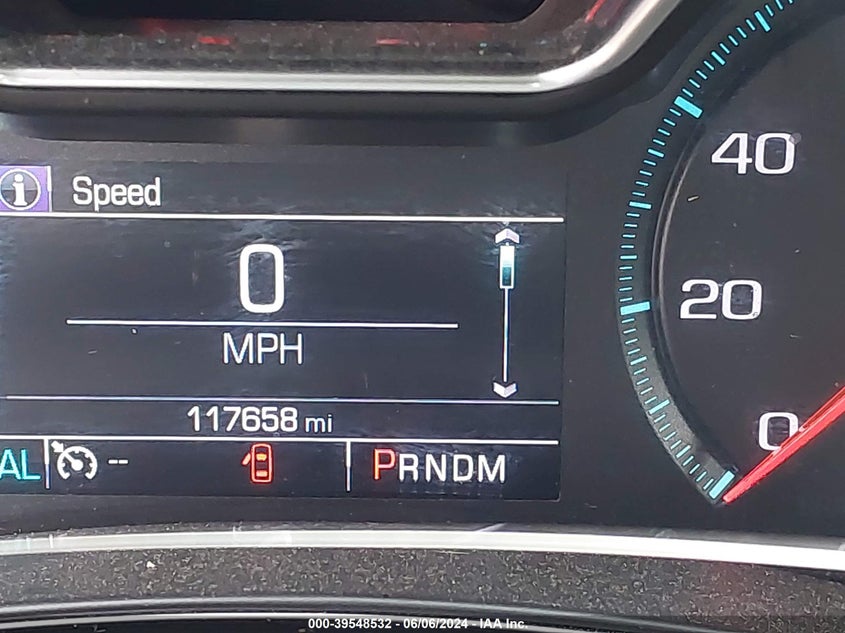 40
Speed
0
20
MPH
117658 mi
0
AL -- PRNDM
000-39548532 - 06/06/2024 - IAA Inc.